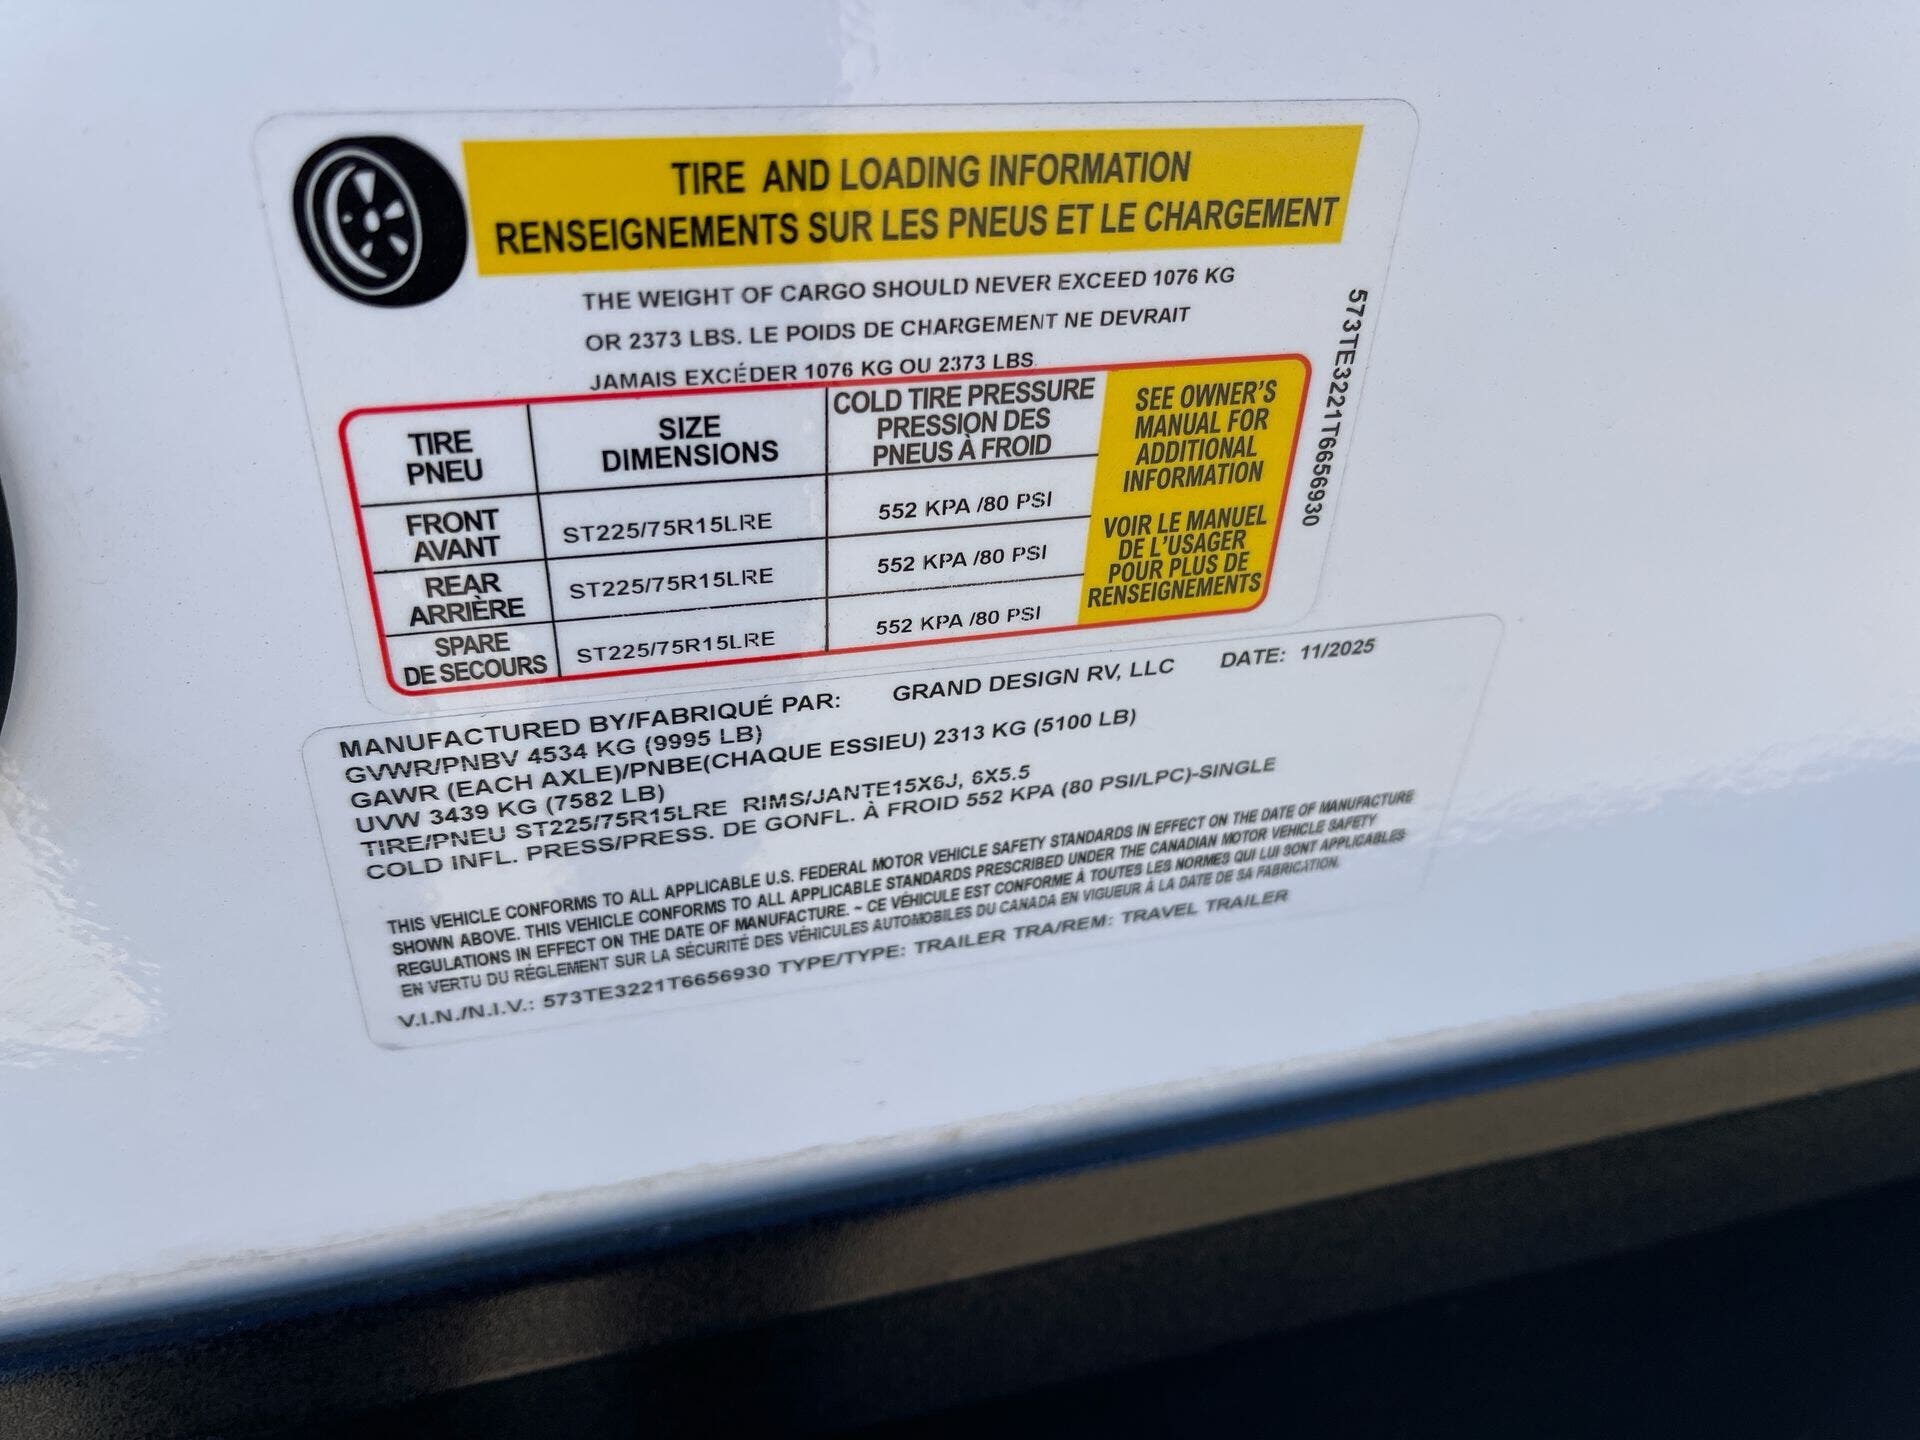 TIRE AND LOADING INFORMATION
RENSEIGNEMENTS SUR LES PNEUS ET LE CHARGEMENT
THE WEIGHT OF CARGO SHOULD NEVER EXCEED 1076 KG
OR 2373 LBS. LE POIDS DE CHARGEMENT NE DEVRAIT
JAMAIS EXCÉDER 1076 KG OU 2373 LBS.
573TE3221T6656930
TIRE
PNEU
SIZE
DIMENSIONS
COLD TIRE PRESSURE
PRESSION DES
PNEUS À FROID
SEE OWNER'S
MANUAL FOR
ADDITIONAL
INFORMATION
VOIR LE MANUEL
DE L'USAGER
POUR PLUS DE
RENSEIGNEMENTS
FRONT
AVANT
ST225/75R15LRE
552 KPA /80 PSI
REAR
ARRIÈRE
ST225/75R15LRE
552 KPA /80 PSI
SPARE
DE SECOURS
ST225/75R15LRE
552 KPA /80 PSI
MANUFACTURED BY/FABRIQUÉ PAR: GRAND DESIGN RV, LLC DATE: 11/2025
GVWR/PNBV 4534 KG (9995 LB)
GAWR (EACH AXLE)/PNBE(CHAQUE ESSIEU) 2313 KG (5100 LB)
UVW 3439 KG (7582 LB)
TIRE/PNEU ST225/75R15LRE RIMS/JANTE15X6J, 6X5.5
COLD INFL. PRESS/PRESS. DE GONFL. À FROID 552 KPA (80 PSI/LPC)-SINGLE
THIS VEHICLE CONFORMS TO ALL APPLICABLE U.S. FEDERAL MOTOR VEHICLE SAFETY STANDARDS IN EFFECT ON THE DATE OF MANUFACTURE
SHOWN ABOVE. THIS VEHICLE CONFORMS TO ALL APPLICABLE STANDARDS PRESCRIBED UNDER THE CANADIAN MOTOR VEHICLE SAFETY
REGULATIONS IN EFFECT ON THE DATE OF MANUFACTURE. ~ CE VÉHICULE EST CONFORME À TOUTES LES NORMES QUI LUI SONT APPLICABLES
EN VERTU DU RÈGLEMENT SUR LA SÉCURITÉ DES VÉHICULES AUTOMOBILES DU CANADA EN VIGUEUR À LA DATE DE SA FABRICATION.
V.I.N./N.I.V.: 573TE3221T6656930 TYPE/TYPE: TRAILER TRA/REM: TRAVEL TRAILER